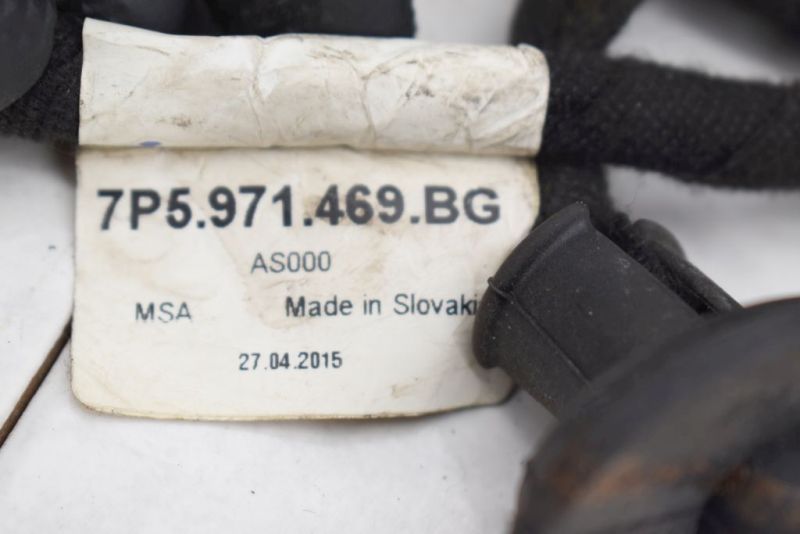 7P5.971.469.BG
AS000
MSA Made in Slovaki
27.04.2015